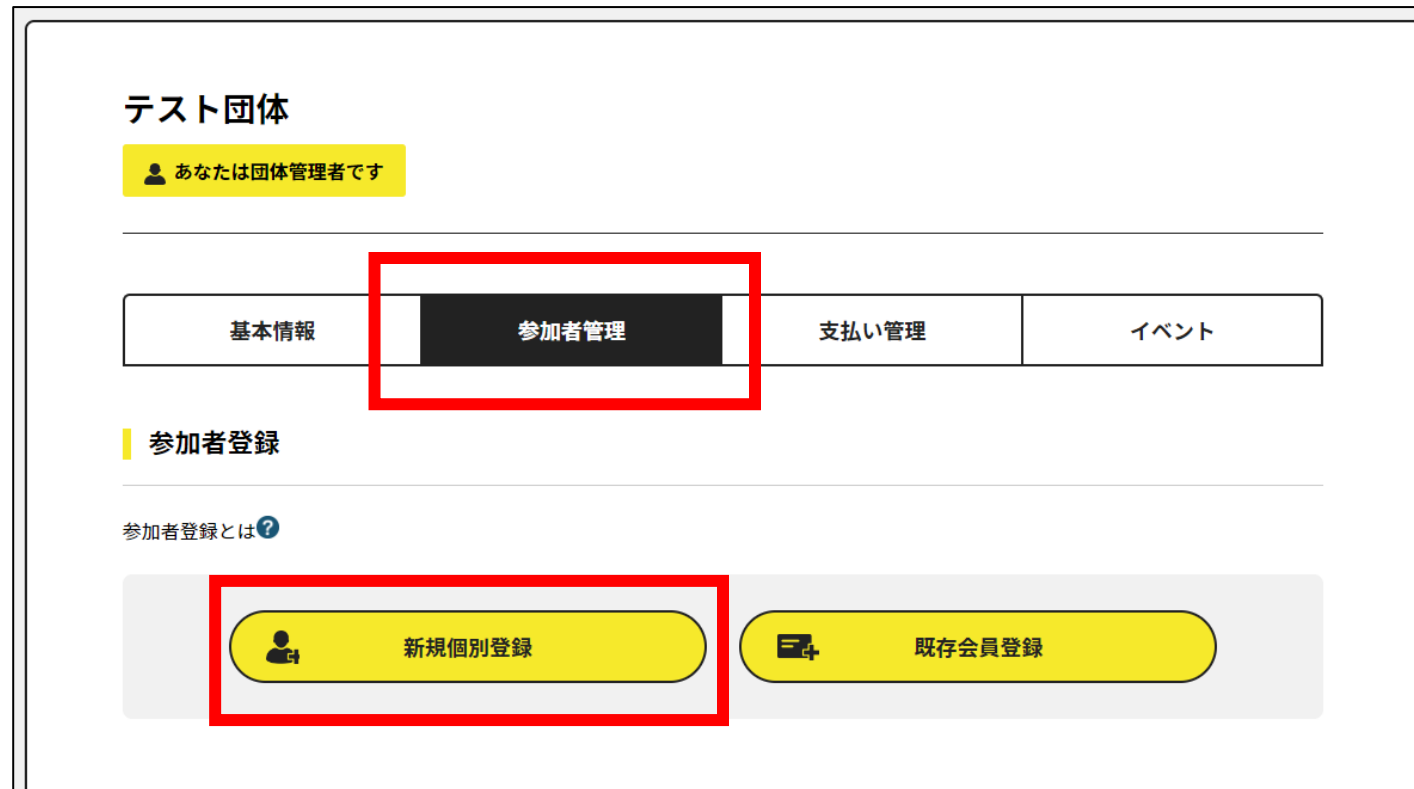 テスト団体
あなたは団体管理者です
基本情報 参加者管理 支払い管理 イベント
参加者登録
参加者登録とは?
新規個別登録 既存会員登録